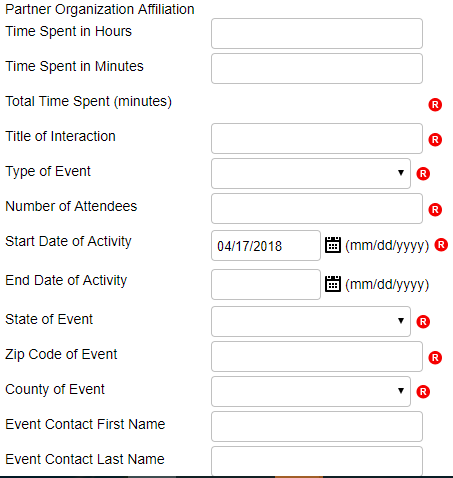 Partner Organization Affiliation
Time Spent in Hours
Time Spent in Minutes
Total Time Spent (minutes) R
Title of Interaction R
Type of Event R
Number of Attendees R
Start Date of Activity 04/17/2018 (mm/dd/yyyy) R
End Date of Activity (mm/dd/yyyy)
State of Event R
Zip Code of Event R
County of Event R
Event Contact First Name
Event Contact Last Name